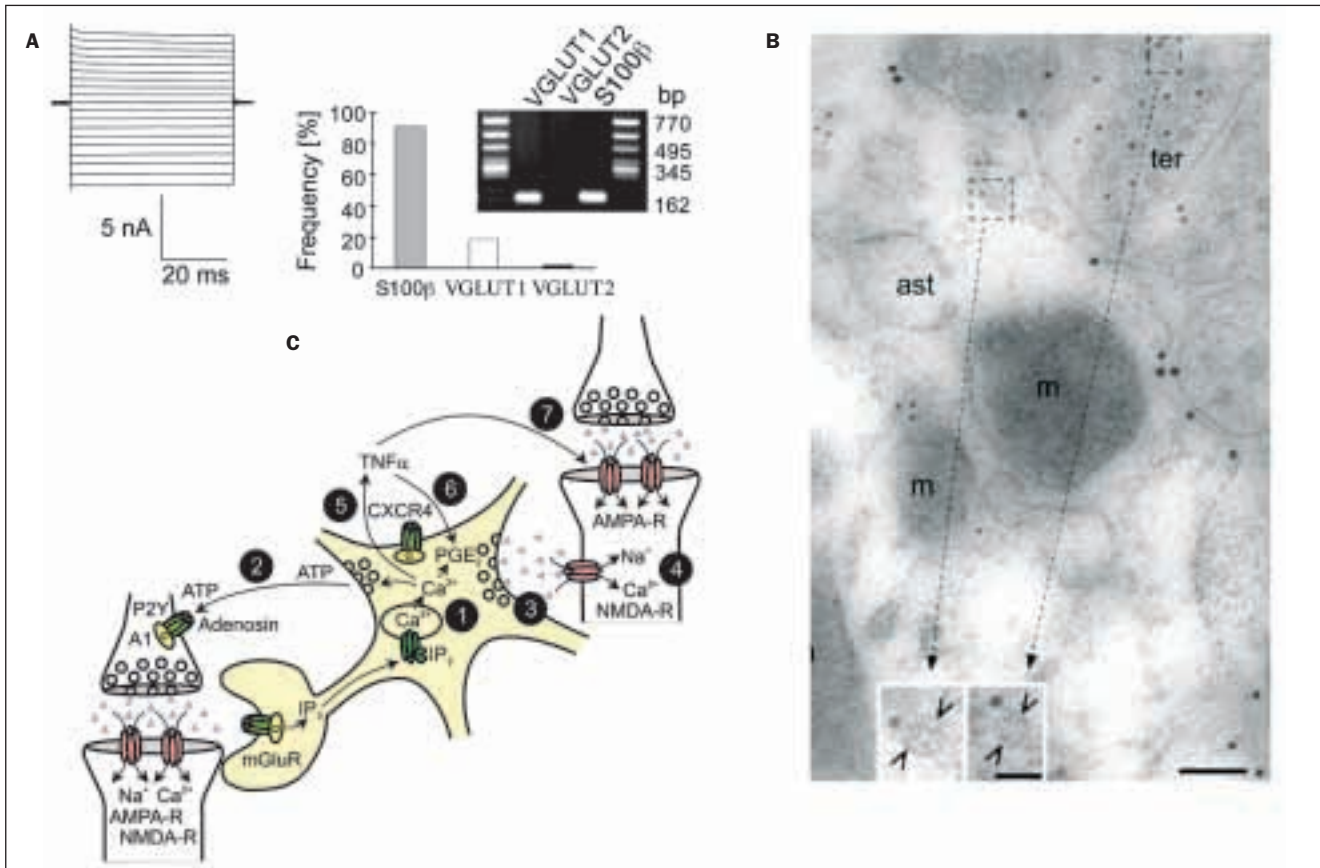 A
5 nA
20 ms
Frequency [%]
100
80
60
40
20
0
S100β VGLUT1 VGLUT2
VGLUT1
VGLUT2
S100β
bp
770
495
345
162
B
ter
ast
m
m
C
7
TNFα
6
5
CXCR4
PGE
AMPA-R
Na⁺
4
Ca²⁺
NMDA-R
2
ATP
ATP
Ca²⁺
1
Ca²⁺
3
P2Y
A1
Adenosin
IP₃
IP₃
mGluR
Na⁺ Ca²⁺
AMPA-R
NMDA-R